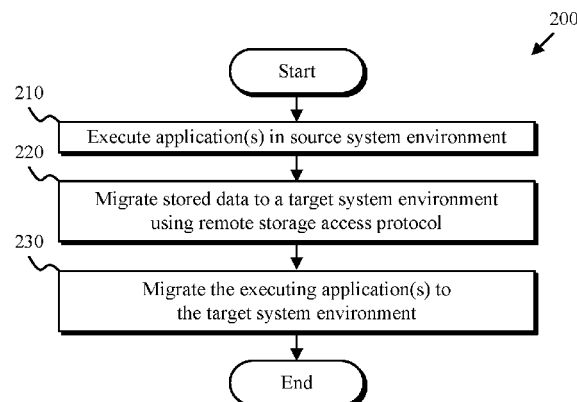 200
Start
210
Execute application(s) in source system environment
220
Migrate stored data to a target system environment
using remote storage access protocol
230
Migrate the executing application(s) to
the target system environment
End